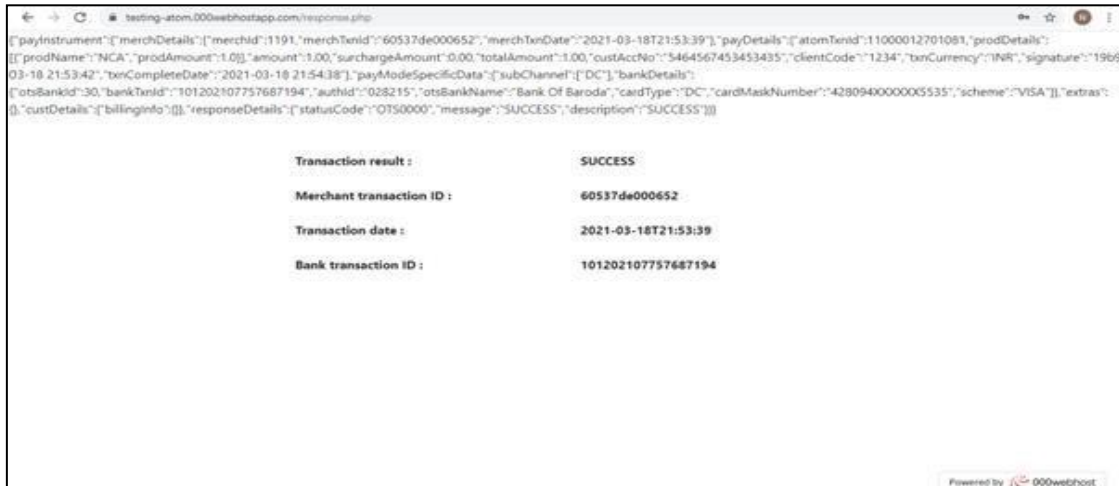 testing-atom.000webhostapp.com/response.php
{"payInstrument":{"merchDetails":{"merchId":1191,"merchTxnId":"60537de000652","merchTxnDate":"2021-03-18T21:53:39"},"payDetails":{"atomTxnId":11000012701081,"prodDetails":
[{"prodName":"NCA","prodAmount":1.0}],"amount":1.00,"surchargeAmount":0.00,"totalAmount":1.00,"custAccNo":"5464567453453435","clientCode":"1234","txnCurrency":"INR","signature":"19b9
03-18 21:53:42","txnCompleteDate":"2021-03-18 21:54:38"},"payModeSpecificData":{"subChannel":["DC"],"bankDetails":
{"otsBankId":30,"bankTxnId":"101202107757687194","authId":"028215","otsBankName":"Bank Of Baroda","cardType":"DC","cardMaskNumber":"428094XXXXXX5535","scheme":"VISA"}},"extras":
{},"custDetails":{"billingInfo":{}},"responseDetails":{"statusCode":"OTS0000","message":"SUCCESS","description":"SUCCESS"}}}
Transaction result : SUCCESS
Merchant transaction ID : 60537de000652
Transaction date : 2021-03-18T21:53:39
Bank transaction ID : 101202107757687194
Powered by 000webhost